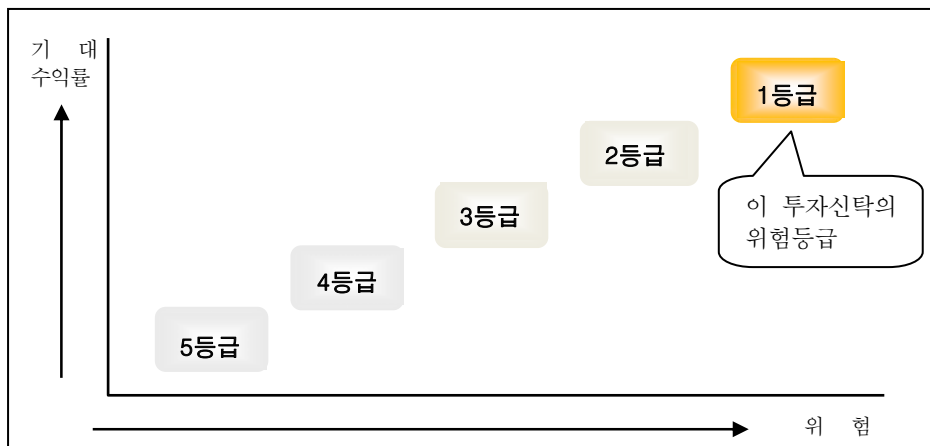 기 대
수익률
1등급
2등급
이 투자신탁의
위험등급
3등급
4등급
5등급
위 험